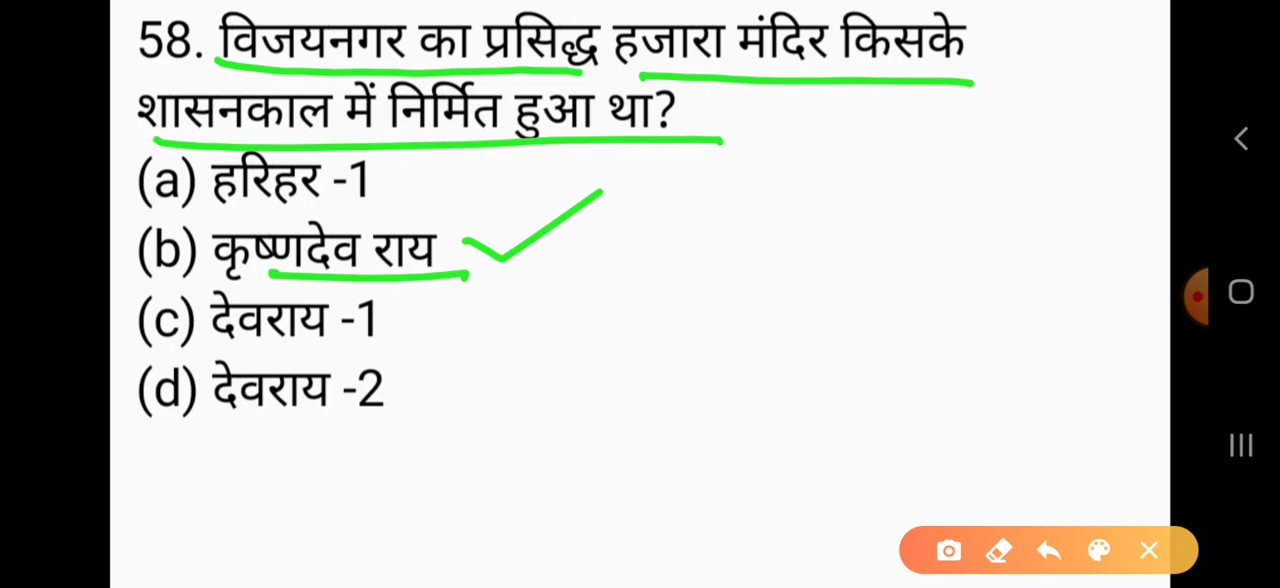 58. विजयनगर का प्रसिद्ध हजारा मंदिर किसके
शासनकाल में निर्मित हुआ था?
(a) हरिहर -1
(b) कृष्णदेव राय
(c) देवराय -1
(d) देवराय -2